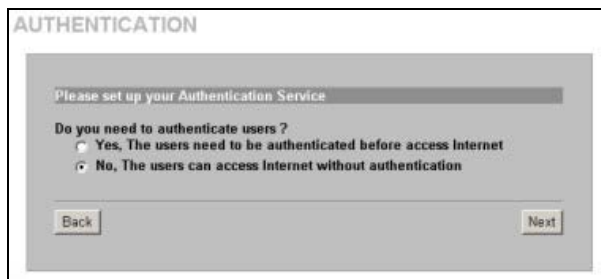 AUTHENTICATION
Please set up your Authentication Service
Do you need to authenticate users ?
Yes, The users need to be authenticated before access Internet
No, The users can access Internet without authentication
Back
Next